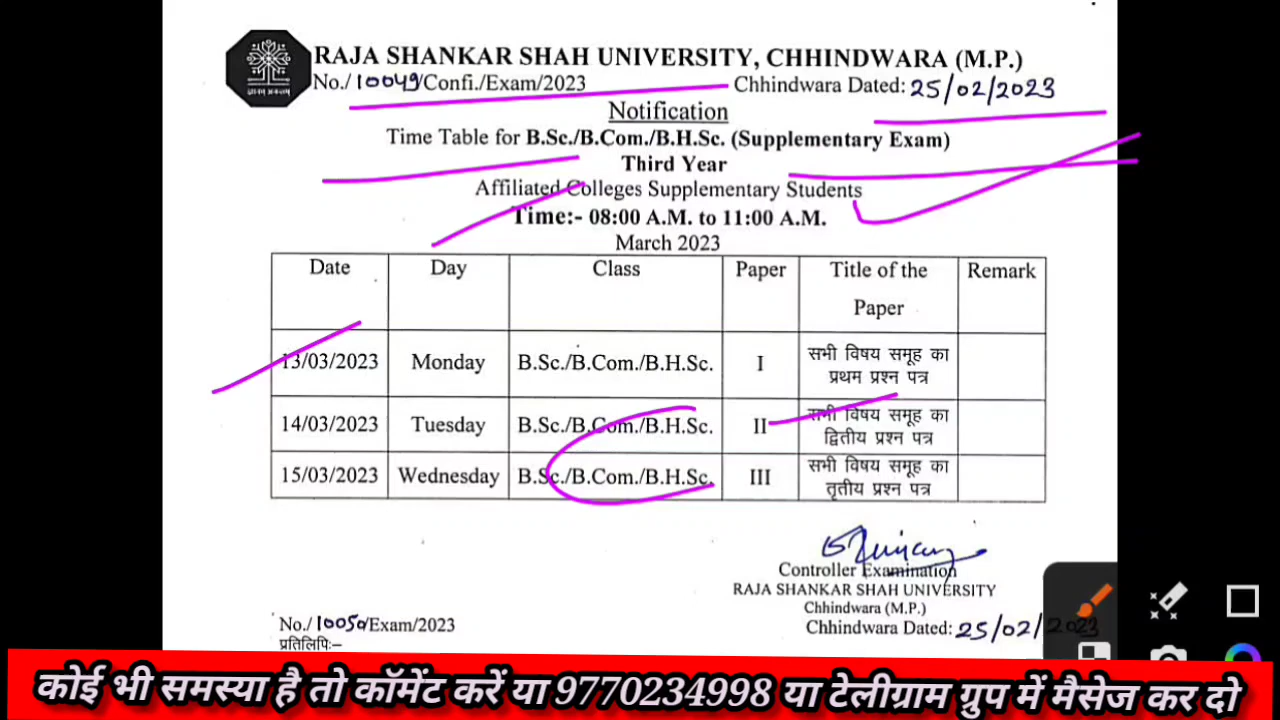 RAJA SHANKAR SHAH UNIVERSITY, CHHINDWARA (M.P.)
No./10049/Confi./Exam/2023 Chhindwara Dated: 25/02/2023
Notification
Time Table for B.Sc./B.Com./B.H.Sc. (Supplementary Exam)
Third Year
Affiliated Colleges Supplementary Students
Time:- 08:00 A.M. to 11:00 A.M.
March 2023
Date Day Class Paper Title of the Paper Remark
13/03/2023 Monday B.Sc./B.Com./B.H.Sc. I सभी विषय समूह का प्रथम प्रश्न पत्र
14/03/2023 Tuesday B.Sc./B.Com./B.H.Sc. II सभी विषय समूह का द्वितीय प्रश्न पत्र
15/03/2023 Wednesday B.Sc./B.Com./B.H.Sc. III सभी विषय समूह का तृतीय प्रश्न पत्र
Controller Examination
RAJA SHANKAR SHAH UNIVERSITY
Chhindwara (M.P.)
No./10050/Exam/2023 Chhindwara Dated: 25/02/2023
प्रतिलिपिः–
कोई भी समस्या है तो कॉमेंट करें या 9770234998 या टेलीग्राम ग्रुप में मैसेज कर दो